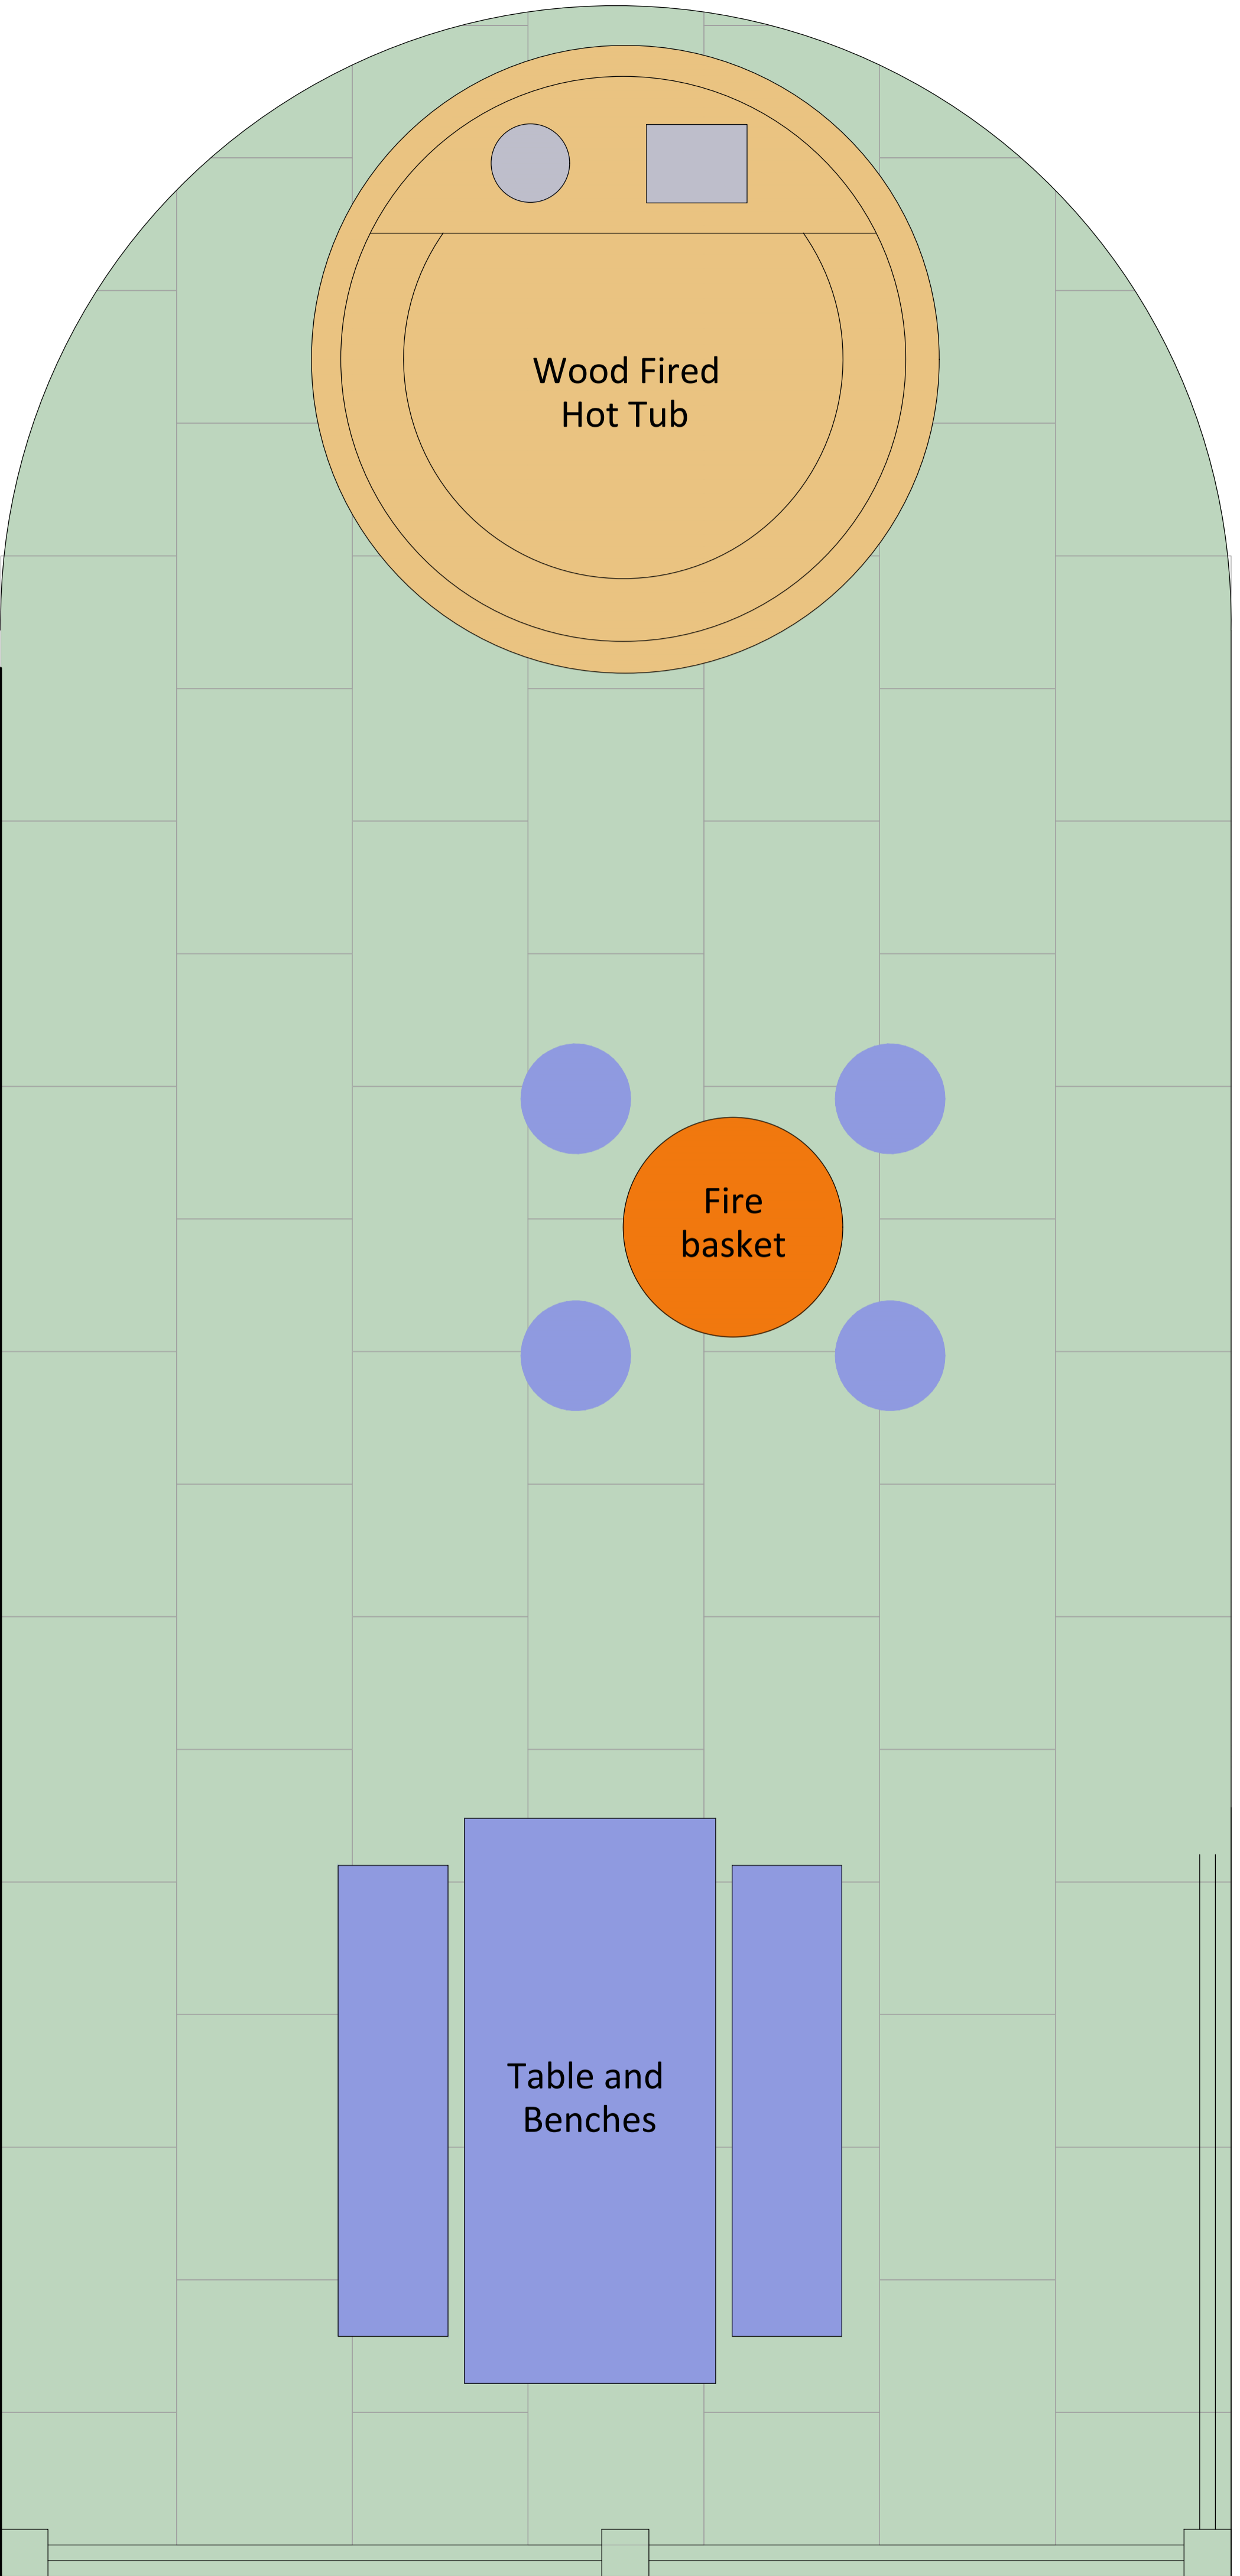 Wood Fired
Hot Tub
Fire
basket
Table and
Benches